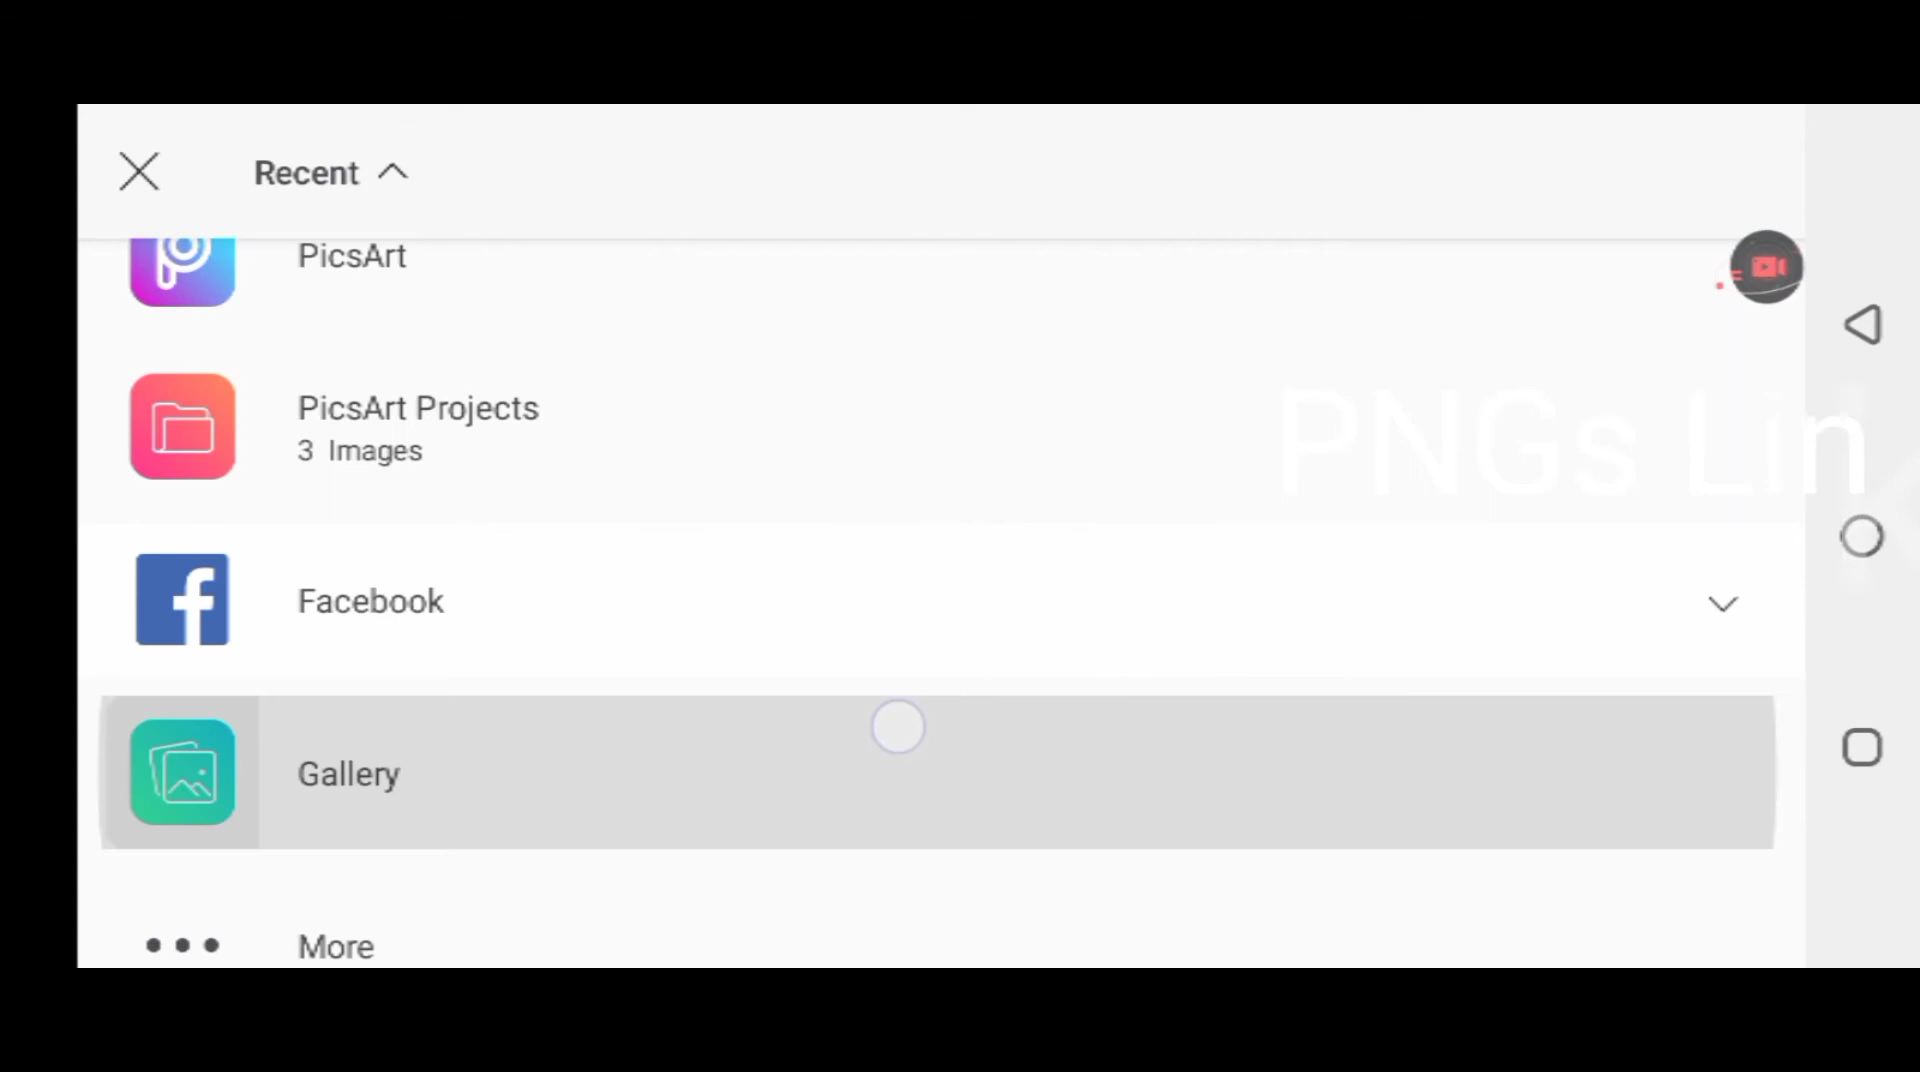 Recent
PicsArt
PicsArt Projects
3 Images
PNGs Lin
Facebook
Gallery
More